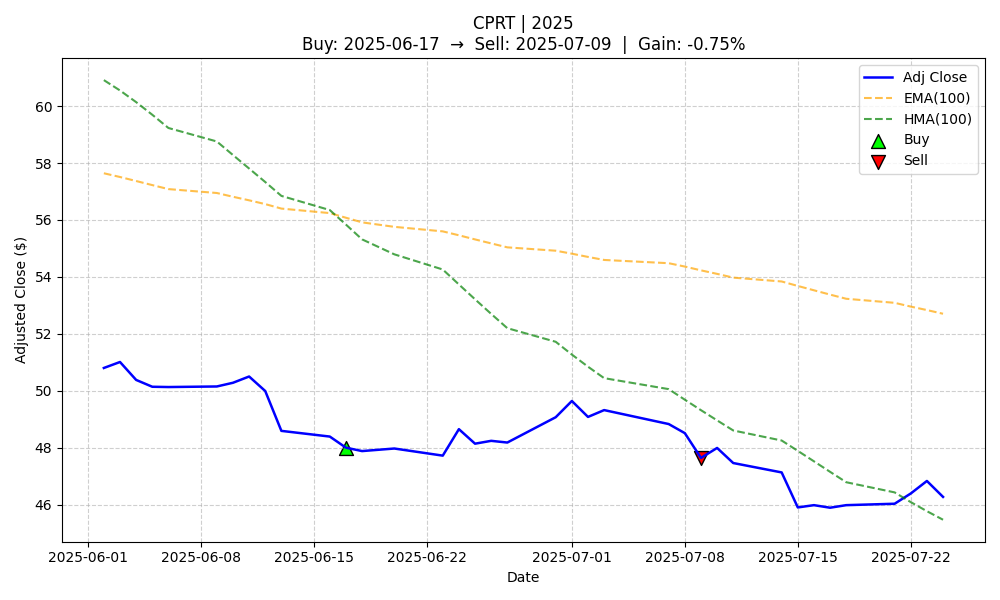 CPRT | 2025
Buy: 2025-06-17 → Sell: 2025-07-09 | Gain: -0.75%
Adj Close
EMA(100)
HMA(100)
Buy
Sell
Adjusted Close ($)
60
58
56
54
52
50
48
46
2025-06-01
2025-06-08
2025-06-15
2025-06-22
2025-07-01
2025-07-08
2025-07-15
2025-07-22
Date